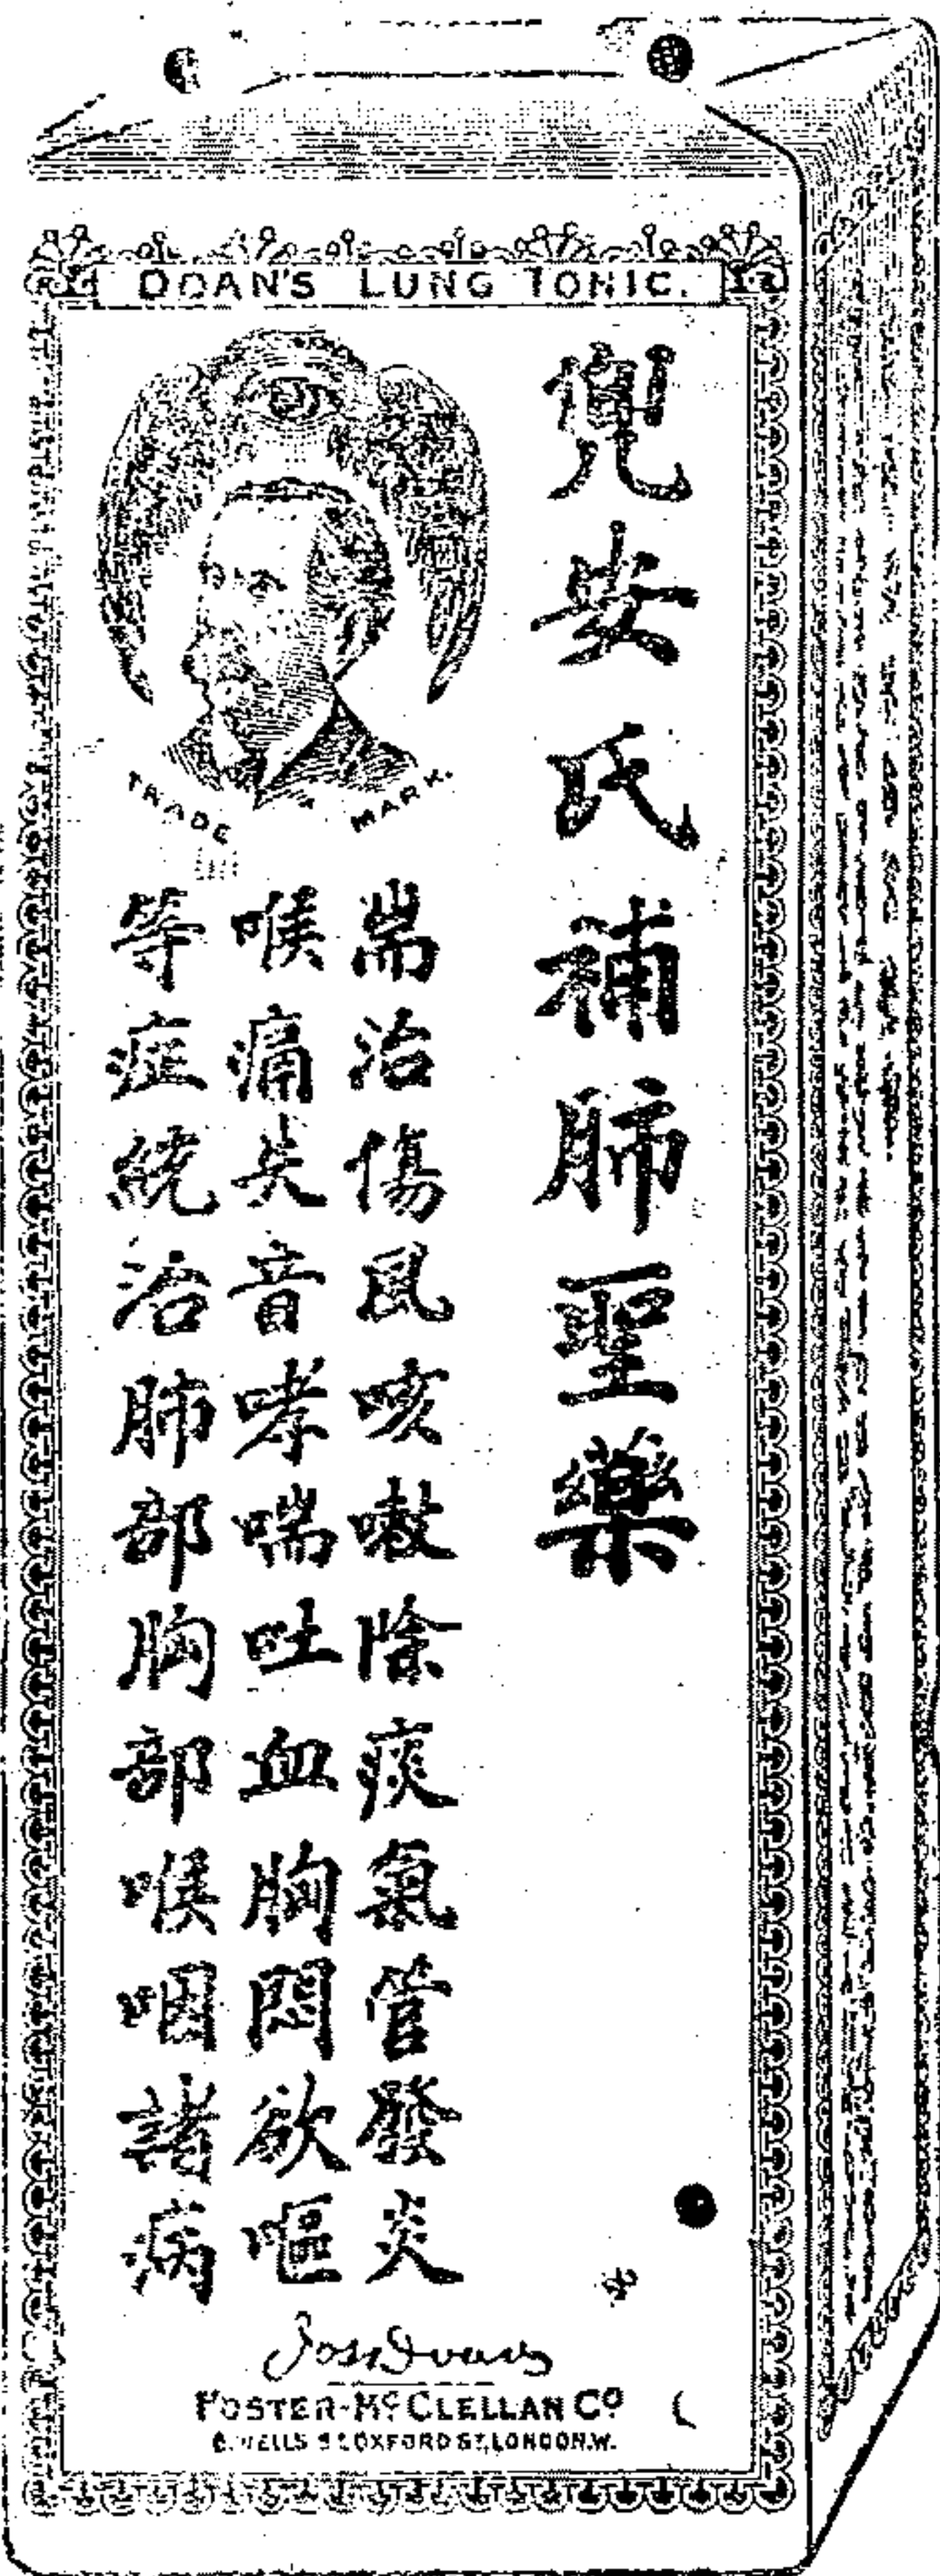 DOAN'S LUNG TONIC.
兜安氏補肺聖藥
TRADE MARK.
耑治傷風咳嗽除痰氣管發炎
喉痛失音哮喘吐血胸悶欲嘔
等症統治肺部胸部喉咽諸病
FOSTER-McCLELLAN Co
8, WELLS ST, OXFORD ST, LONDON.W.